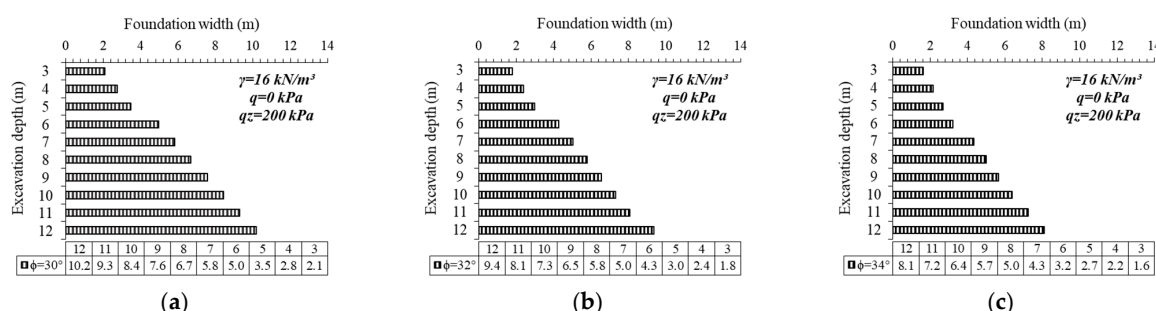 Foundation width (m)
0 2 4 6 8 10 12 14
Excavation depth (m)
3
4
5
6
7
8
9
10
11
12
γ=16 kN/m³
q=0 kPa
qz=200 kPa
12 11 10 9 8 7 6 5 4 3
ϕ=30° 10.2 9.3 8.4 7.6 6.7 5.8 5.0 3.5 2.8 2.1
(a)
Foundation width (m)
0 2 4 6 8 10 12 14
Excavation depth (m)
3
4
5
6
7
8
9
10
11
12
γ=16 kN/m³
q=0 kPa
qz=200 kPa
12 11 10 9 8 7 6 5 4 3
ϕ=32° 9.4 8.1 7.3 6.5 5.8 5.0 4.3 3.0 2.4 1.8
(b)
Foundation width (m)
0 2 4 6 8 10 12 14
Excavation depth (m)
3
4
5
6
7
8
9
10
11
12
γ=16 kN/m³
q=0 kPa
qz=200 kPa
12 11 10 9 8 7 6 5 4 3
ϕ=34° 8.1 7.2 6.4 5.7 5.0 4.3 3.2 2.7 2.2 1.6
(c)